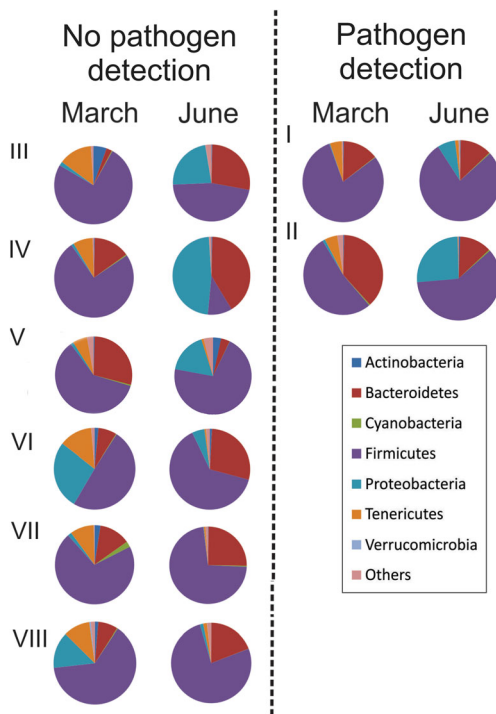 No pathogen
detection
March June
III
IV
V
VI
VII
VIII
Pathogen
detection
March June
I
II
Actinobacteria
Bacteroidetes
Cyanobacteria
Firmicutes
Proteobacteria
Tenericutes
Verrucomicrobia
Others